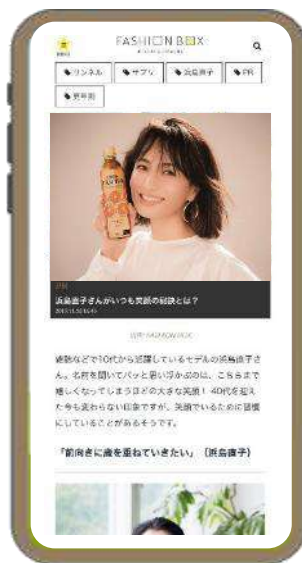 FASHION BOX
リンネル
サプリ
浜島直子
PR
更年期
浜島直子さんがいつも笑顔の秘訣とは？
雑誌などで10代から活躍しているモデルの浜島直子さ
ん。名前を聞いてパッと思い浮かぶのは、こちらまで
嬉しくなってしまうほどの大きな笑顔！ 40代を迎え
た今も変わらない印象ですが、笑顔でいるために習慣
にしていることがあるそうです。
「前向きに歳を重ねていきたい」（浜島直子）